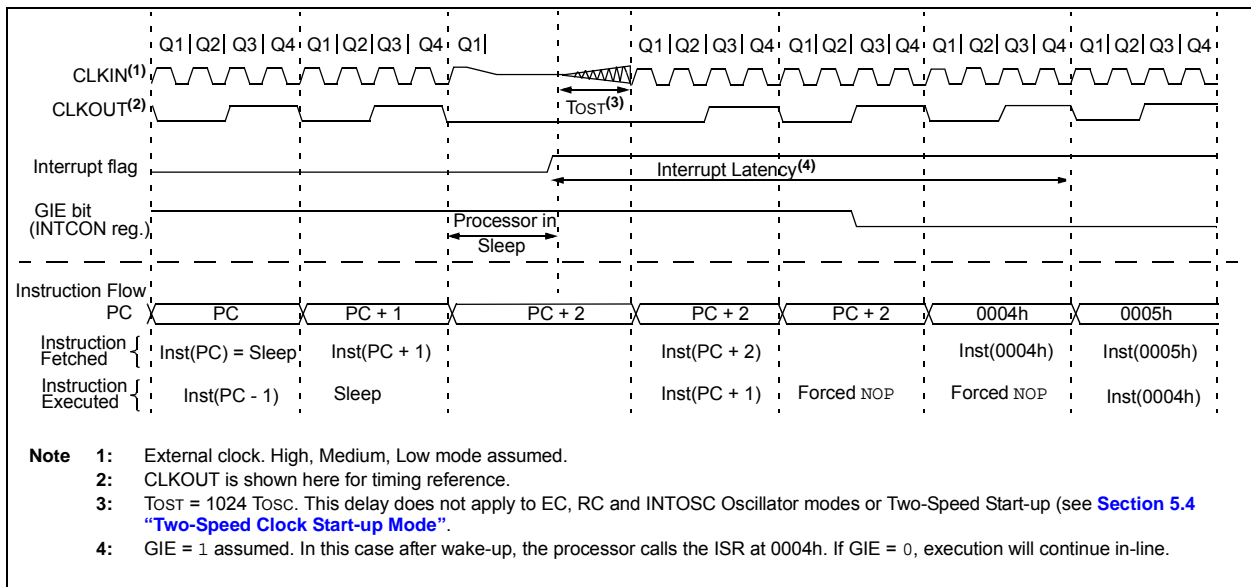 Q1 Q2 Q3 Q4 Q1 Q2 Q3 Q4 Q1 Q1 Q2 Q3 Q4 Q1 Q2 Q3 Q4 Q1 Q2 Q3 Q4 Q1 Q2 Q3 Q4
CLKIN(1)
CLKOUT(2)
TOST(3)
Interrupt flag
Interrupt Latency(4)
GIE bit
(INTCON reg.)
Processor in
Sleep
Instruction Flow
PC PC PC + 1 PC + 2 PC + 2 PC + 2 0004h 0005h
Instruction
Fetched
Inst(PC) = Sleep Inst(PC + 1) Inst(PC + 2) Inst(0004h) Inst(0005h)
Instruction
Executed
Inst(PC - 1) Sleep Inst(PC + 1) Forced NOP Forced NOP Inst(0004h)
Note 1: External clock. High, Medium, Low mode assumed.
2: CLKOUT is shown here for timing reference.
3: TOST = 1024 TOSC. This delay does not apply to EC, RC and INTOSC Oscillator modes or Two-Speed Start-up (see Section 5.4
“Two-Speed Clock Start-up Mode”.
4: GIE = 1 assumed. In this case after wake-up, the processor calls the ISR at 0004h. If GIE = 0, execution will continue in-line.